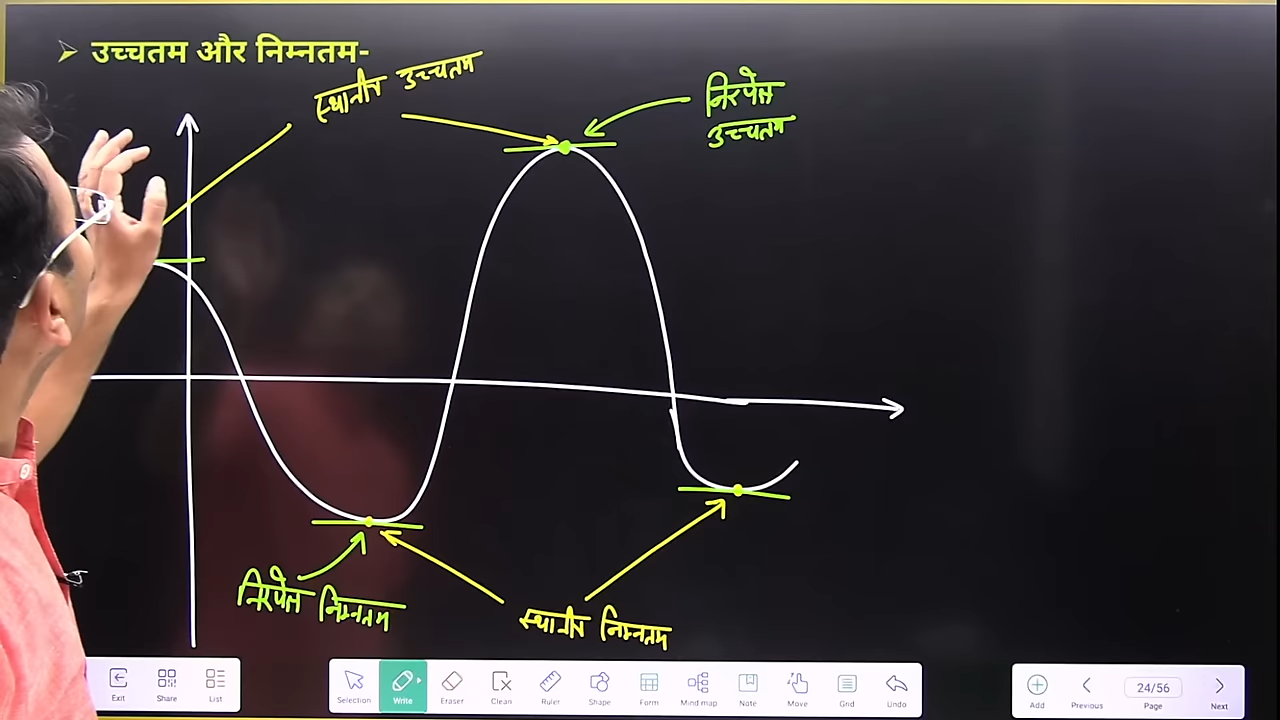 ➢ उच्चतम और निम्नतम-
स्थानीय उच्चतम
निरपेक्ष
उच्चतम
निरपेक्ष निम्नतम
स्थानीय निम्नतम
Exit Share List
Selection Write Eraser Clean Ruler Shape Form Mind map Note Move Grid Undo
Add Previous 24/56 Page Next